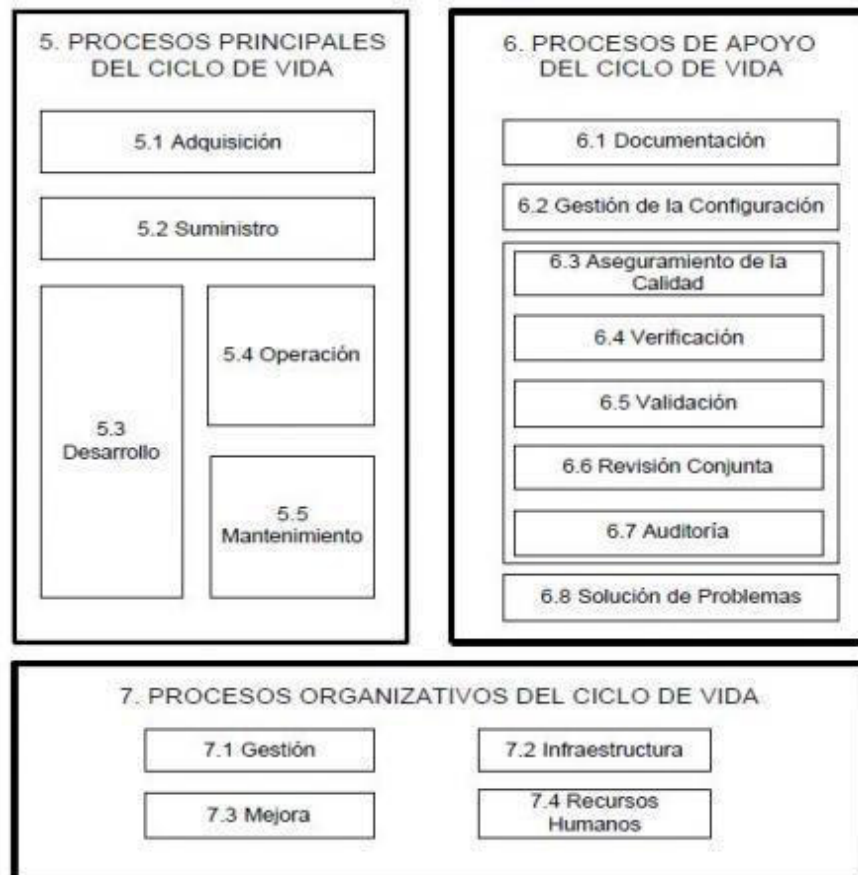 5. PROCESOS PRINCIPALES
DEL CICLO DE VIDA
5.1 Adquisición
5.2 Suministro
5.3
Desarrollo
5.4 Operación
5.5
Mantenimiento
6. PROCESOS DE APOYO
DEL CICLO DE VIDA
6.1 Documentación
6.2 Gestión de la Configuración
6.3 Aseguramiento de la
Calidad
6.4 Verificación
6.5 Validación
6.6 Revisión Conjunta
6.7 Auditoría
6.8 Solución de Problemas
7. PROCESOS ORGANIZATIVOS DEL CICLO DE VIDA
7.1 Gestión
7.2 Infraestructura
7.3 Mejora
7.4 Recursos
Humanos